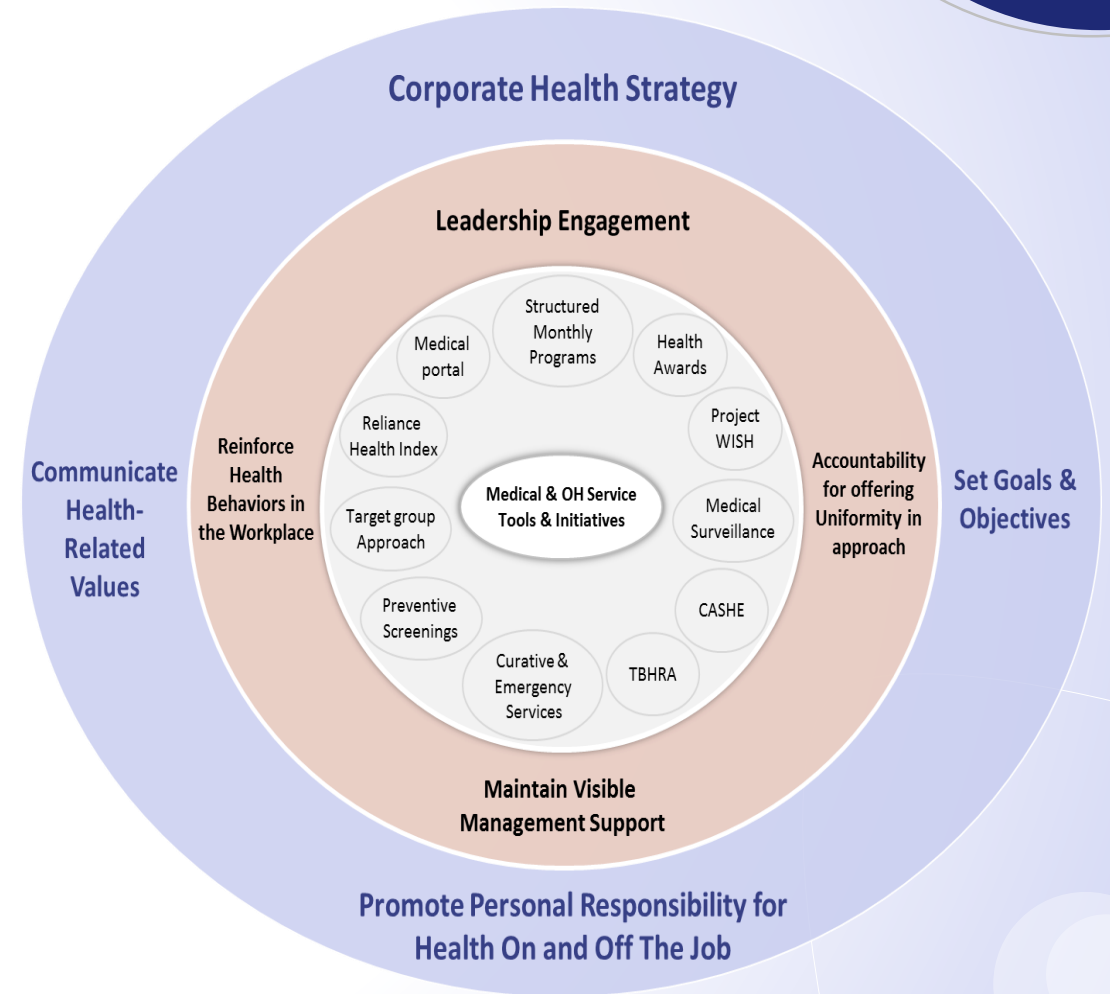 Corporate Health Strategy
Leadership Engagement
Structured
Monthly
Programs
Medical
portal
Health
Awards
Reliance
Health Index
Project
WISH
Communicate
Health-
Related
Values
Reinforce
Health
Behaviors in
the Workplace
Target group
Approach
Medical & OH Service
Tools & Initiatives
Medical
Surveillance
Accountability
for offering
Uniformity in
approach
Set Goals &
Objectives
Preventive
Screenings
CASHE
Curative &
Emergency
Services
TBHRA
Maintain Visible
Management Support
Promote Personal Responsibility for
Health On and Off The Job